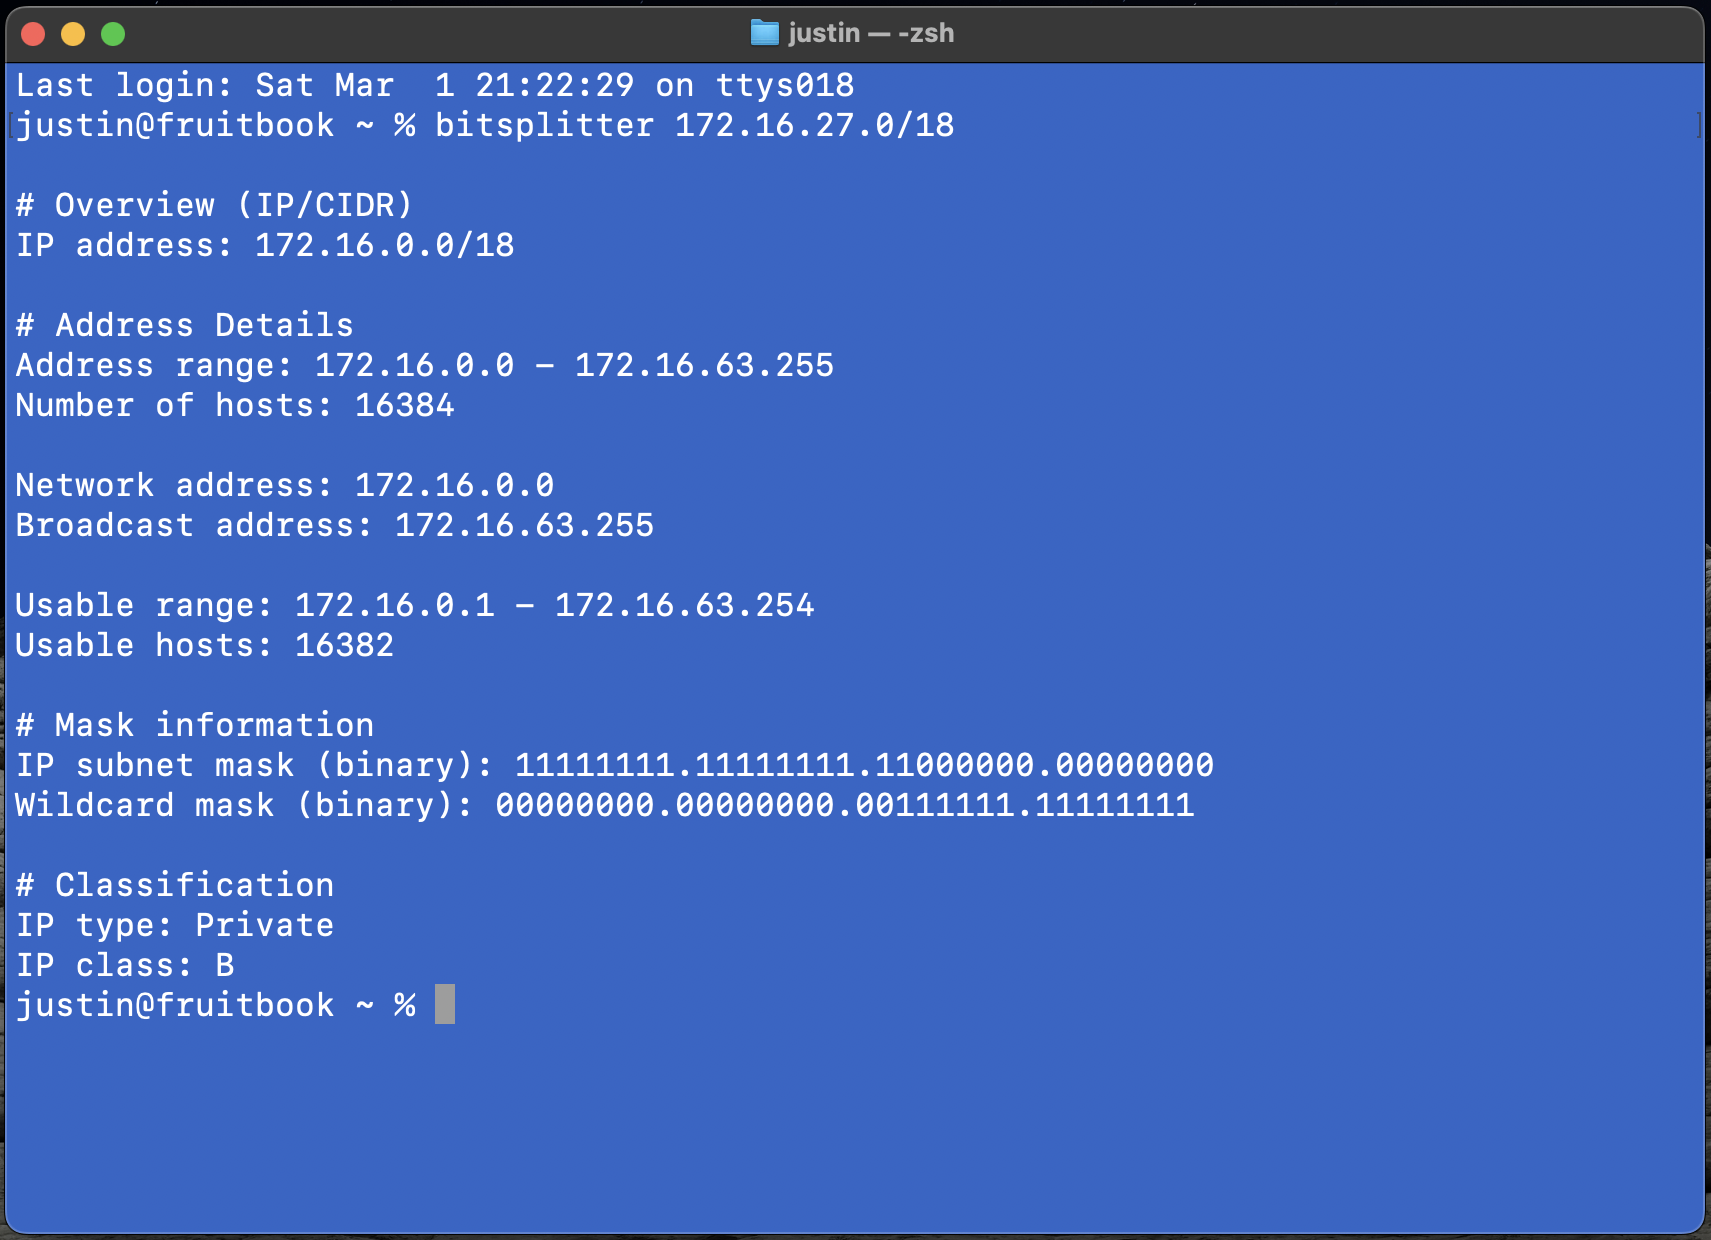 justin — -zsh
Last login: Sat Mar  1 21:22:29 on ttys018
[justin@fruitbook ~ % bitsplitter 172.16.27.0/18 ]
# Overview (IP/CIDR)
IP address: 172.16.0.0/18
# Address Details
Address range: 172.16.0.0 – 172.16.63.255
Number of hosts: 16384
Network address: 172.16.0.0
Broadcast address: 172.16.63.255
Usable range: 172.16.0.1 – 172.16.63.254
Usable hosts: 16382
# Mask information
IP subnet mask (binary): 11111111.11111111.11000000.00000000
Wildcard mask (binary): 00000000.00000000.00111111.11111111
# Classification
IP type: Private
IP class: B
justin@fruitbook ~ %